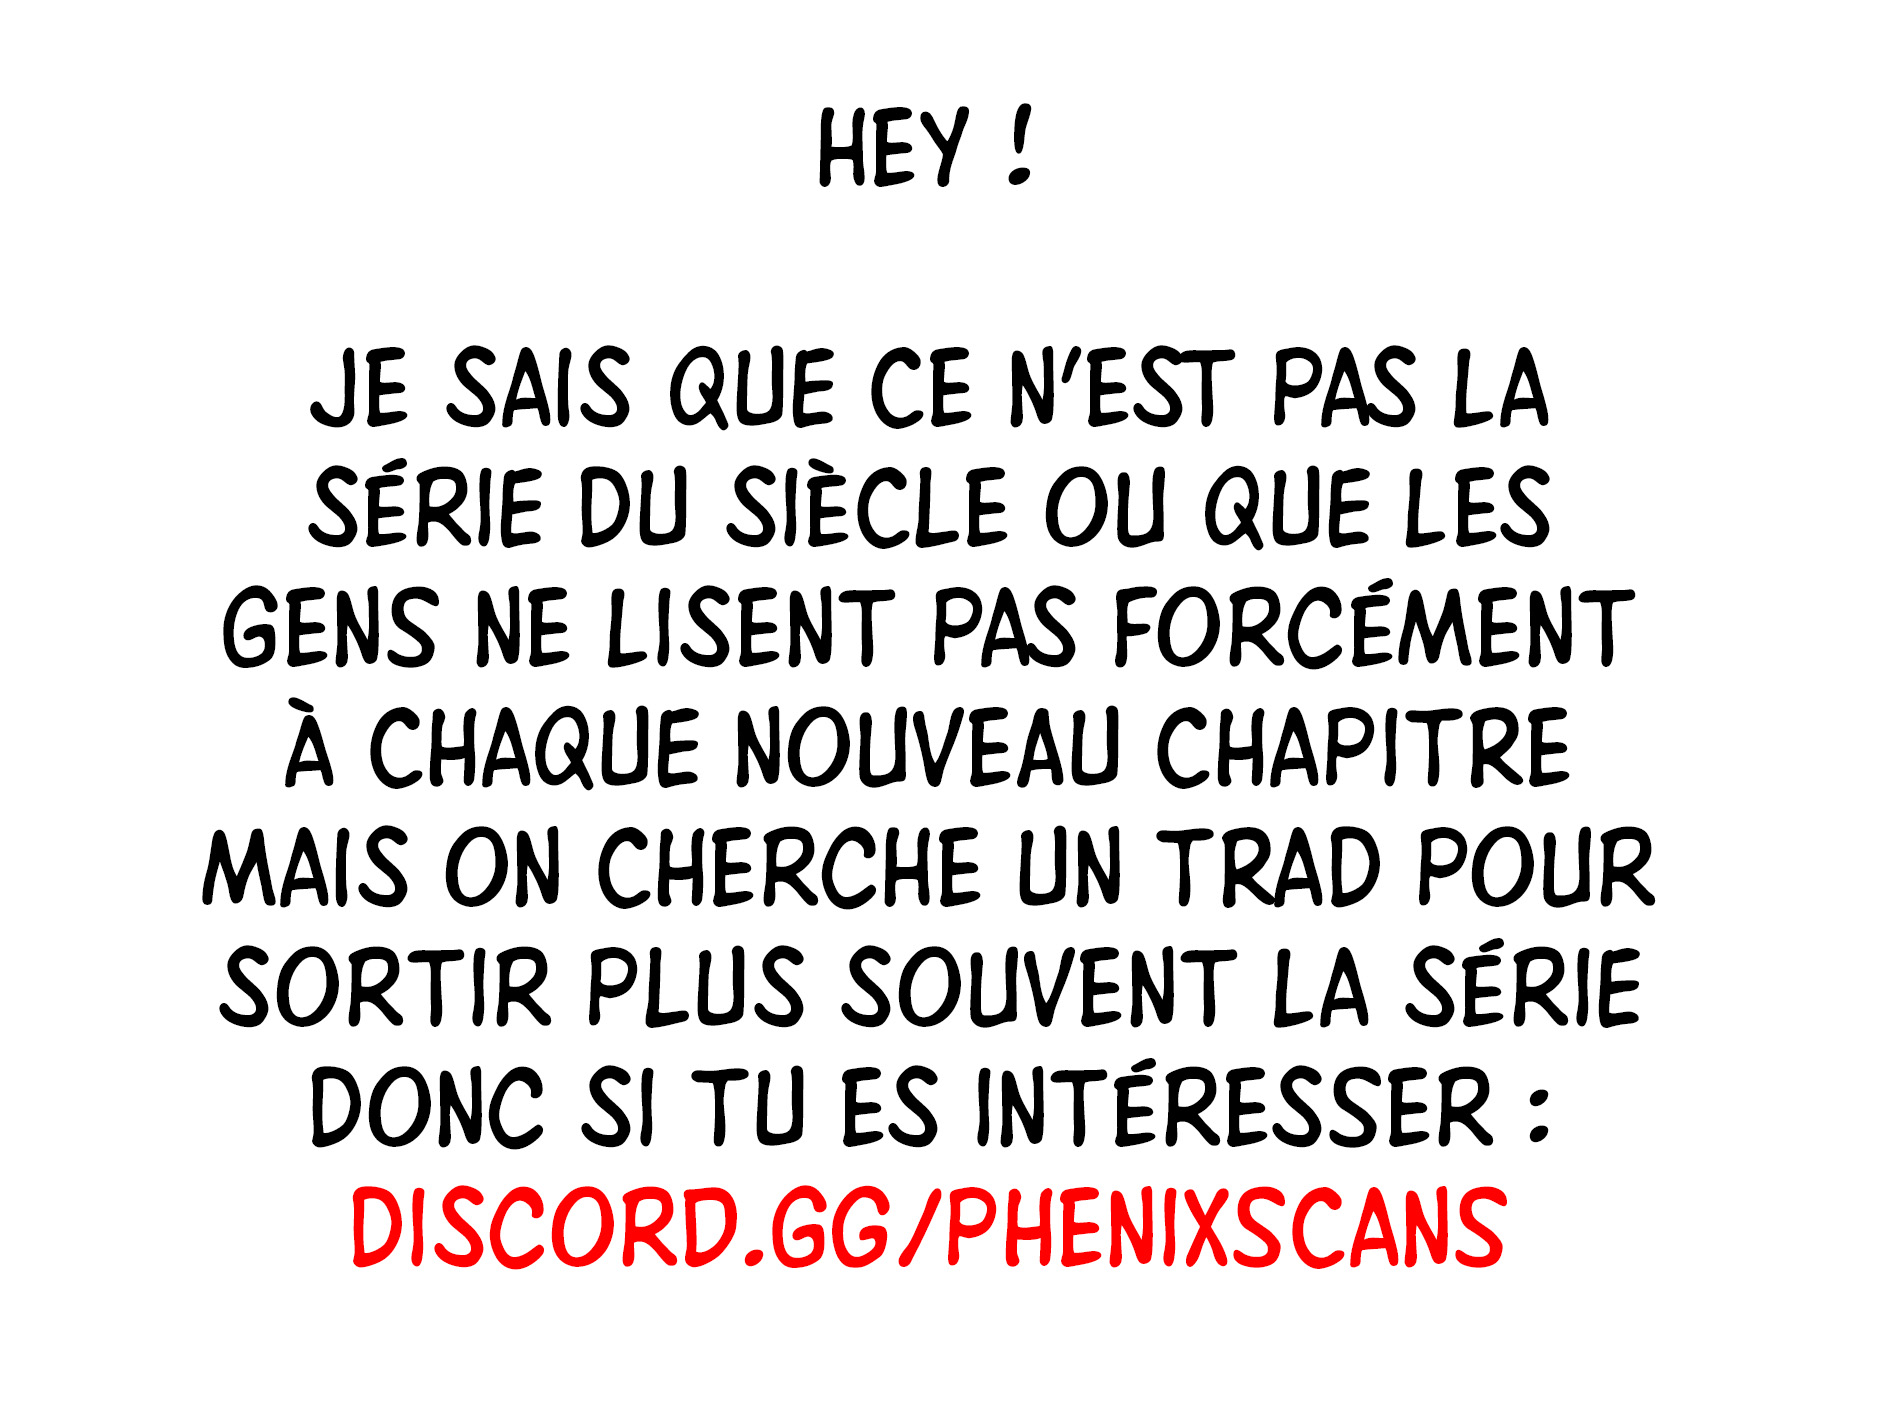 HEY !
JE SAIS QUE CE N'EST PAS LA
SÉRIE DU SIÈCLE OU QUE LES
GENS NE LISENT PAS FORCÉMENT
À CHAQUE NOUVEAU CHAPITRE
MAIS ON CHERCHE UN TRAD POUR
SORTIR PLUS SOUVENT LA SÉRIE
DONC SI TU ES INTÉRESSER :
DISCORD.GG/PHENIXSCANS